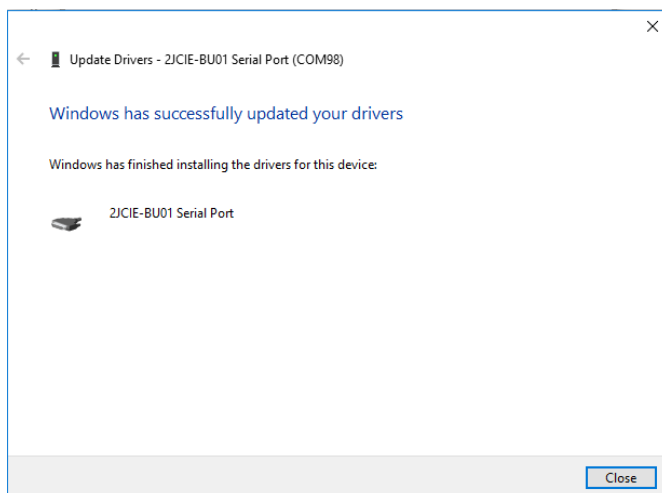 Update Drivers - 2JCIE-BU01 Serial Port (COM98)
Windows has successfully updated your drivers
Windows has finished installing the drivers for this device:
2JCIE-BU01 Serial Port
Close